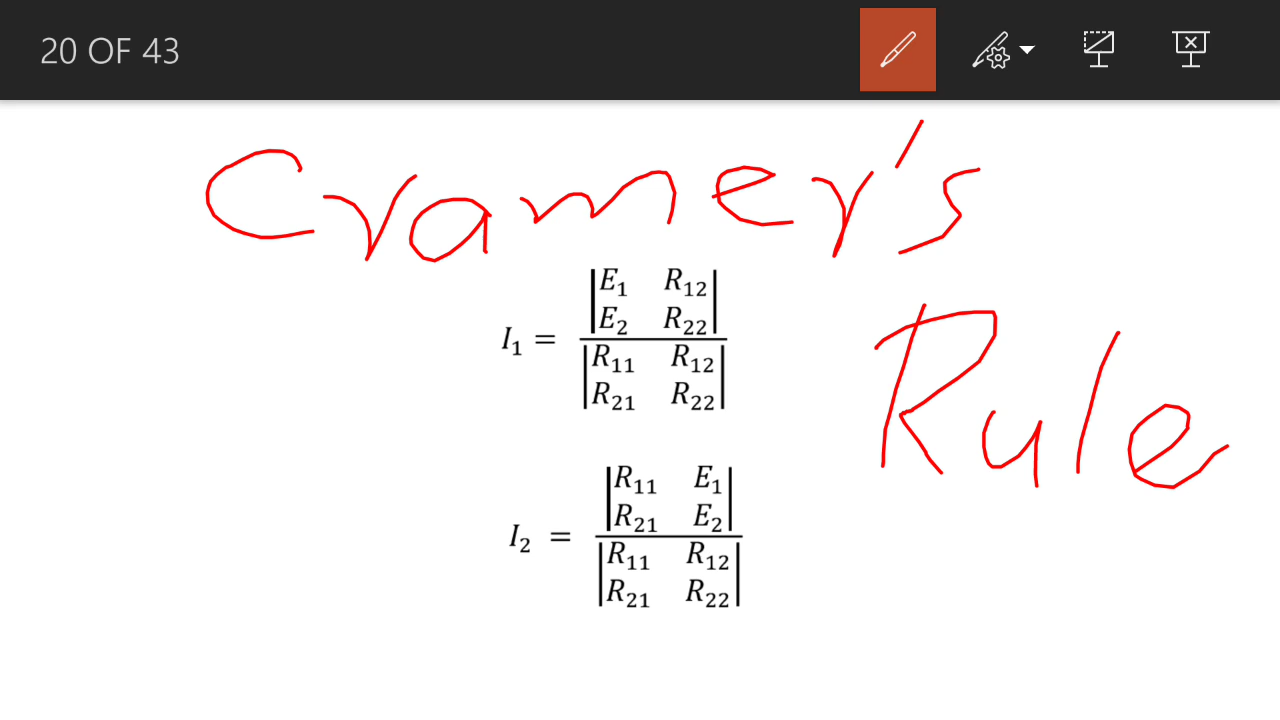 20 OF 43
Cramer's
E₁ R₁₂
E₂ R₂₂
I₁ =
R₁₁ R₁₂
R₂₁ R₂₂
Rule
R₁₁ E₁
R₂₁ E₂
I₂ =
R₁₁ R₁₂
R₂₁ R₂₂